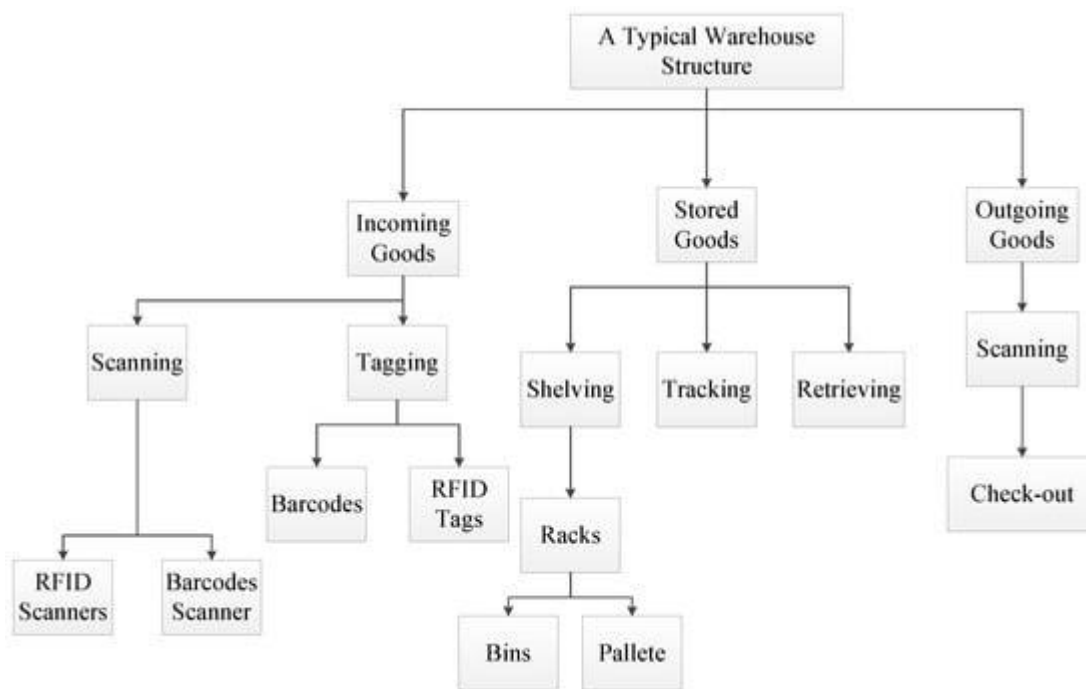 A Typical Warehouse
Structure
Incoming
Goods
Stored
Goods
Outgoing
Goods
Scanning
Tagging
Shelving
Tracking
Retrieving
Scanning
Barcodes
RFID
Tags
Racks
Check-out
RFID
Scanners
Barcodes
Scanner
Bins
Pallete